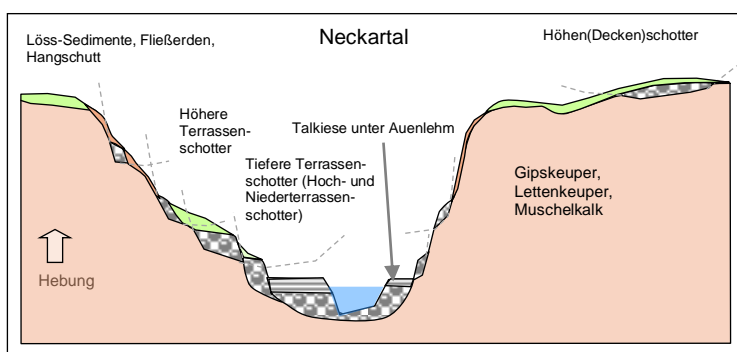 Neckartal
Löss-Sedimente, Fließerden,
Hangschutt
Höhen(Decken)schotter
Höhere
Terrassen-
schotter
Talkiese unter Auenlehm
Tiefere Terrassen-
schotter (Hoch- und
Niederterrassen-
schotter)
Gipskeuper,
Lettenkeuper,
Muschelkalk
Hebung